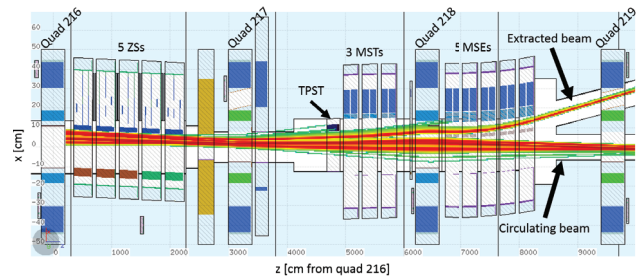 Quad 216
5 ZSs
Quad 217
3 MSTs
Quad 218
5 MSEs
Extracted beam
Quad 219
TPST
Circulating beam
x [cm]
60
50
40
30
20
10
0
-10
-20
-30
-40
-50
0
1000
2000
3000
4000
5000
6000
7000
8000
9000
z [cm from quad 216]